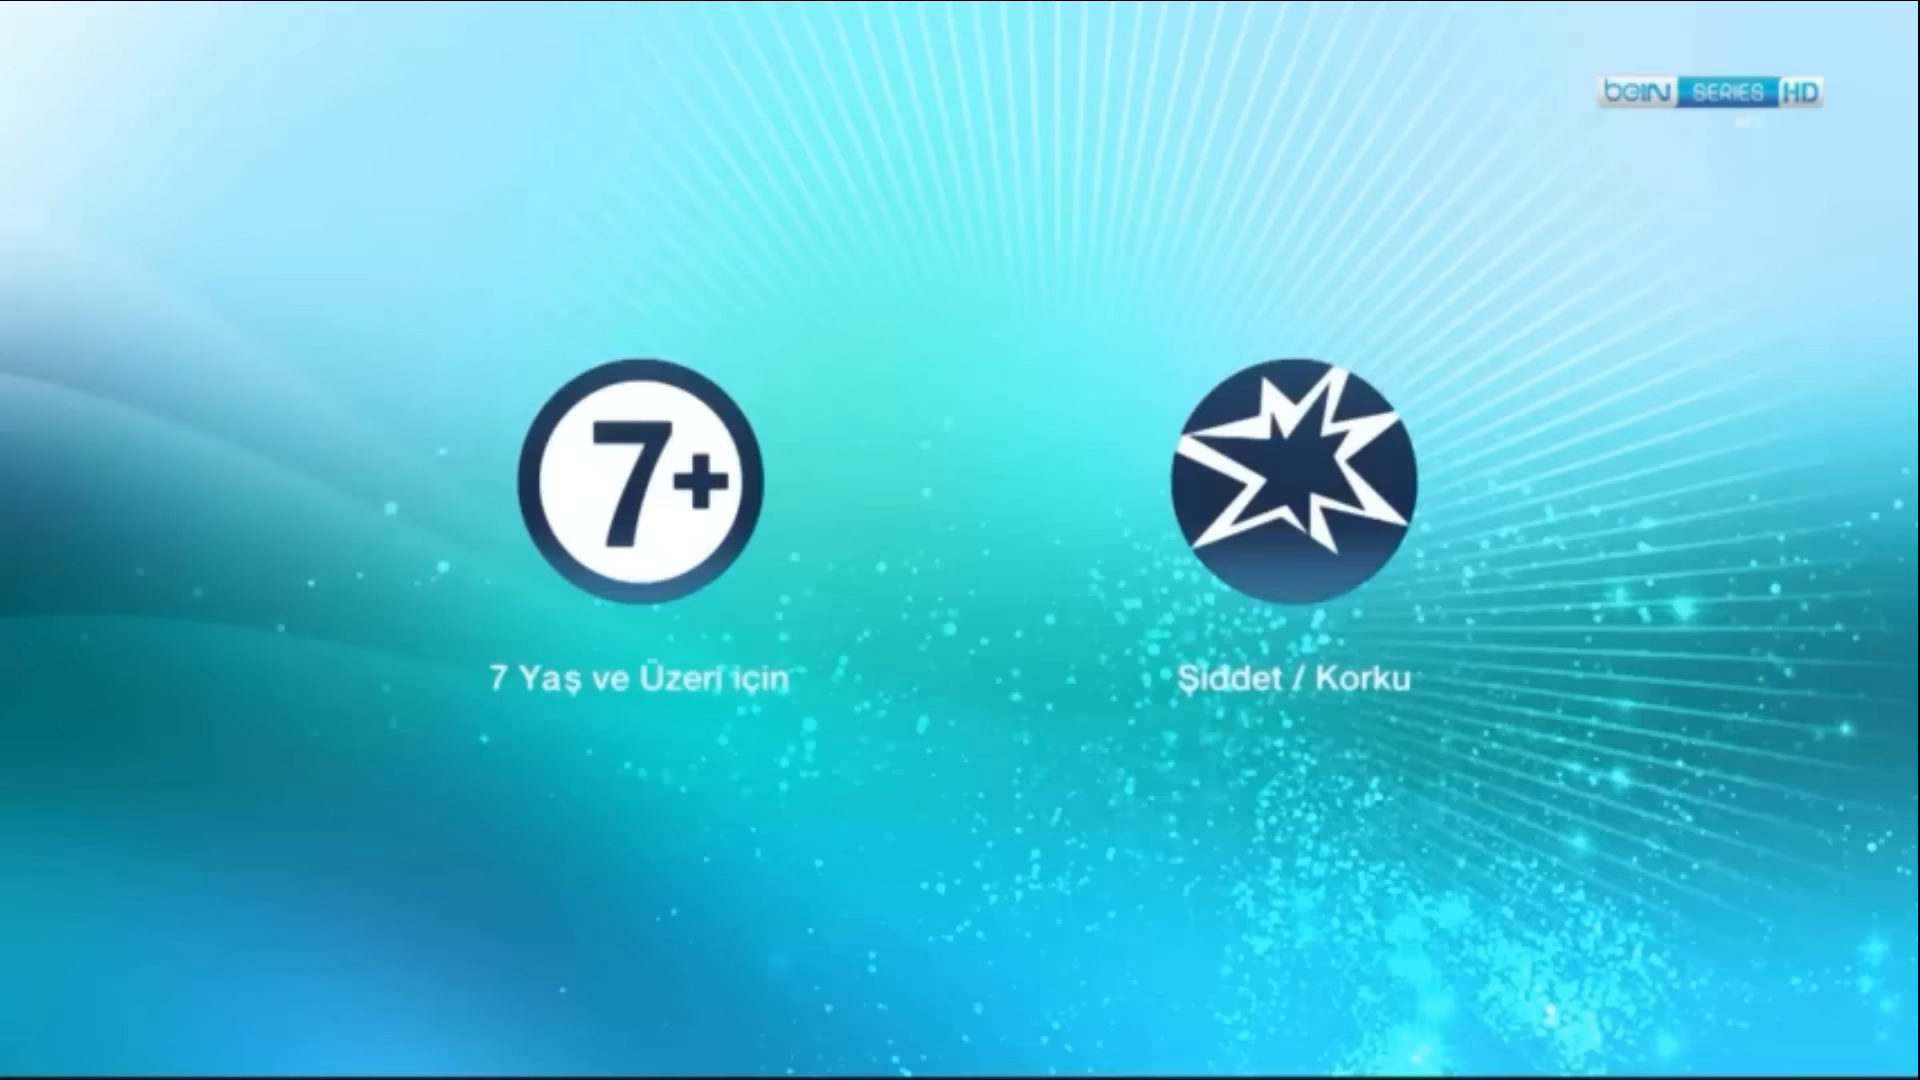 beIN SERIES HD
7+
7 Yaş ve Üzeri için
Şiddet / Korku